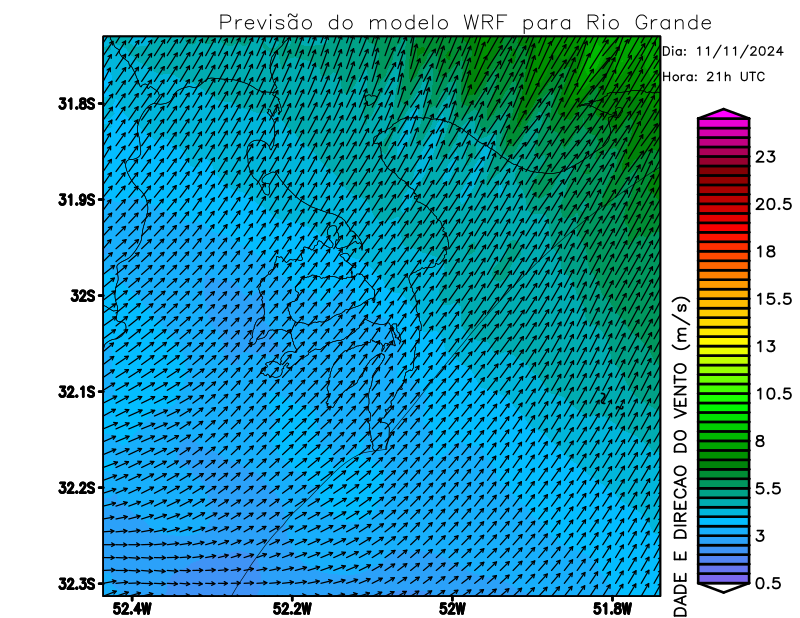 Previsão do modelo WRF para Rio Grande
Dia: 11/11/2024
Hora: 21h UTC
31.8S
31.9S
32S
32.1S
32.2S
32.3S
52.4W
52.2W
52W
51.8W
23
20.5
18
15.5
13
10.5
8
5.5
3
0.5
DADE E DIRECAO DO VENTO (m/s)